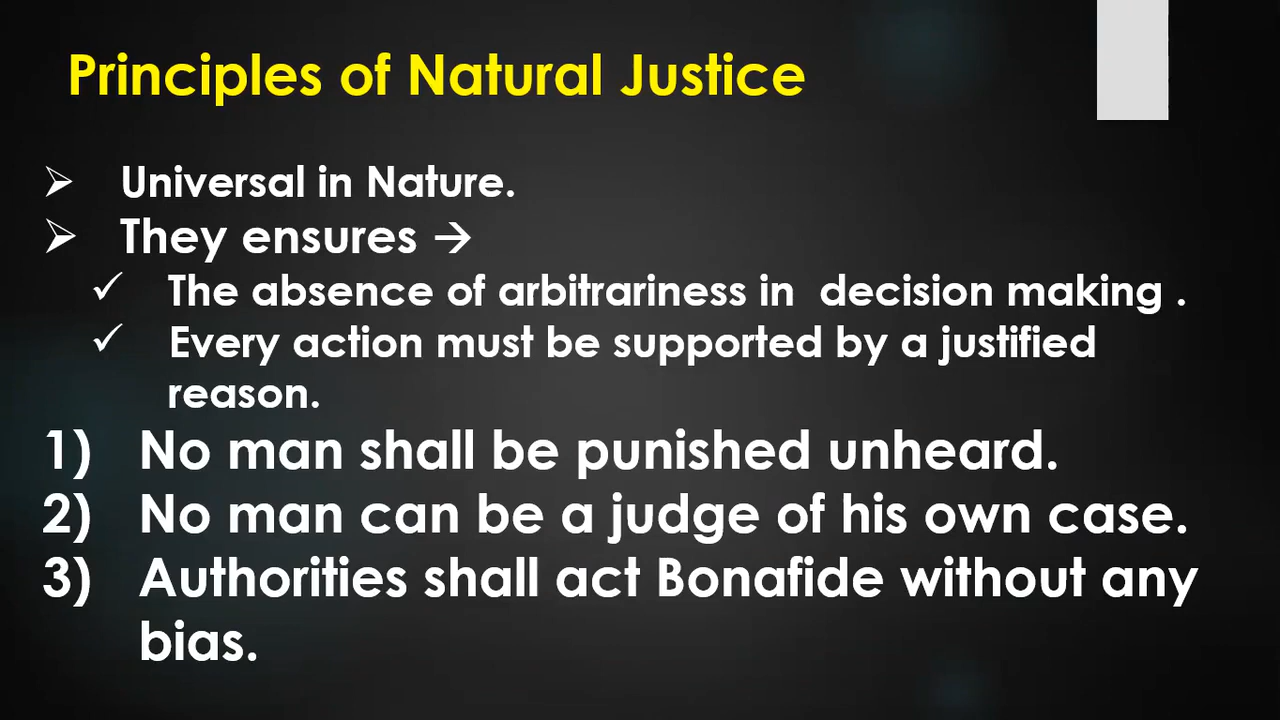 Principles of Natural Justice
➢ Universal in Nature.
➢ They ensures →
✓ The absence of arbitrariness in decision making .
✓ Every action must be supported by a justified
reason.
1) No man shall be punished unheard.
2) No man can be a judge of his own case.
3) Authorities shall act Bonafide without any
bias.